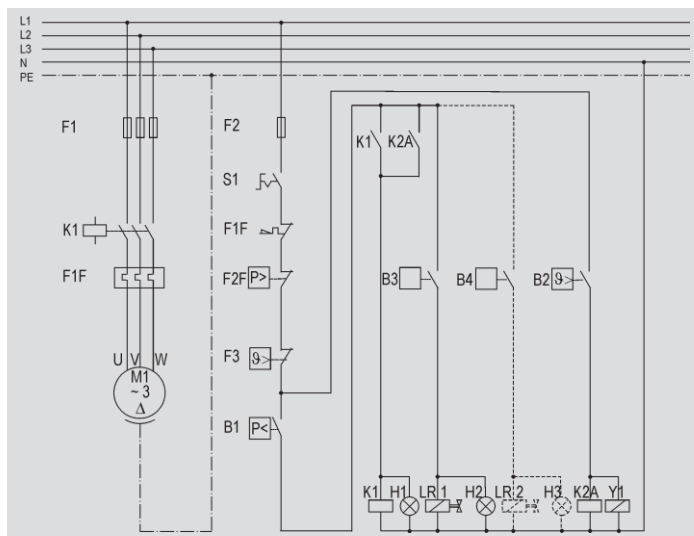 L1
L2
L3
N
PE
F1
F2
K1
K2A
S1
K1
F1F
F1F
F2F
P>
B3
B4
B2
ϑ>
F3
ϑ>
U V W
M1
~ 3
Δ
B1
P<
K1
H1
LR 1
H2
LR 2
H3
K2A
Y1